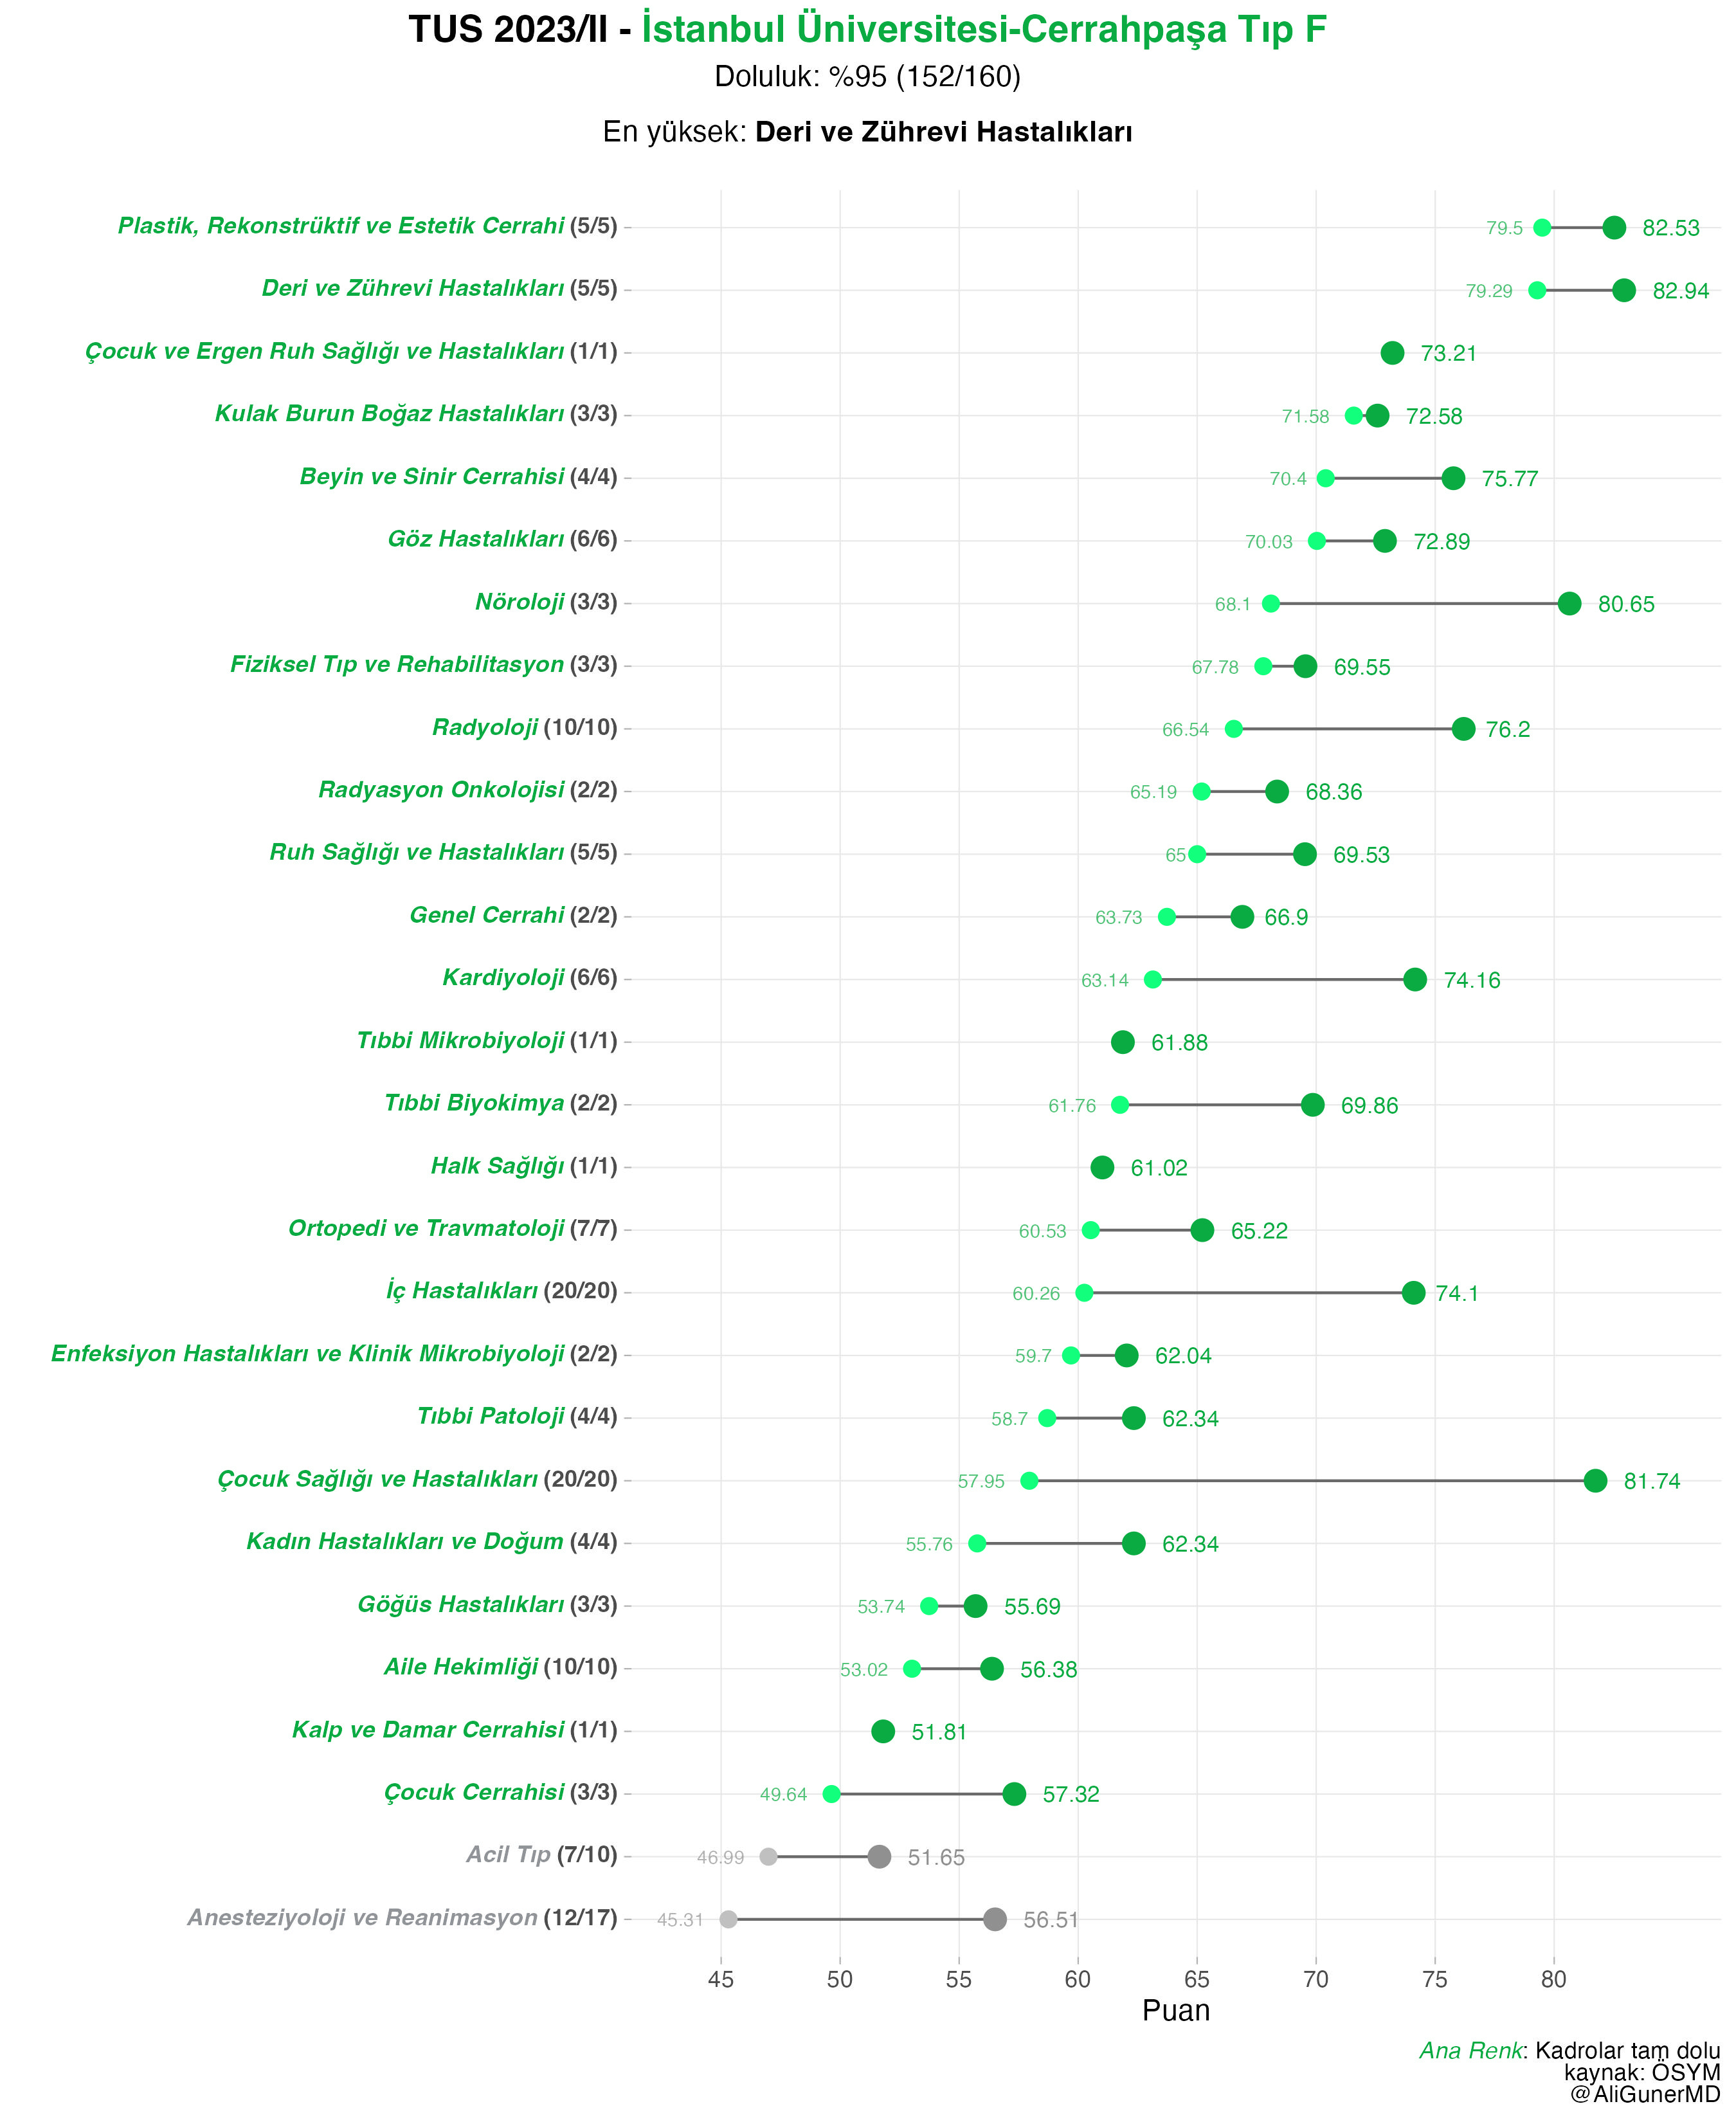 TUS 2023/II - İstanbul Üniversitesi-Cerrahpaşa Tıp F
Doluluk: %95 (152/160)
En yüksek: Deri ve Zührevi Hastalıkları
Plastik, Rekonstrüktif ve Estetik Cerrahi (5/5) 79.5 82.53
Deri ve Zührevi Hastalıkları (5/5) 79.29 82.94
Çocuk ve Ergen Ruh Sağlığı ve Hastalıkları (1/1) 73.21
Kulak Burun Boğaz Hastalıkları (3/3) 71.58 72.58
Beyin ve Sinir Cerrahisi (4/4) 70.4 75.77
Göz Hastalıkları (6/6) 70.03 72.89
Nöroloji (3/3) 68.1 80.65
Fiziksel Tıp ve Rehabilitasyon (3/3) 67.78 69.55
Radyoloji (10/10) 66.54 76.2
Radyasyon Onkolojisi (2/2) 65.19 68.36
Ruh Sağlığı ve Hastalıkları (5/5) 65 69.53
Genel Cerrahi (2/2) 63.73 66.9
Kardiyoloji (6/6) 63.14 74.16
Tıbbi Mikrobiyoloji (1/1) 61.88
Tıbbi Biyokimya (2/2) 61.76 69.86
Halk Sağlığı (1/1) 61.02
Ortopedi ve Travmatoloji (7/7) 60.53 65.22
İç Hastalıkları (20/20) 60.26 74.1
Enfeksiyon Hastalıkları ve Klinik Mikrobiyoloji (2/2) 59.7 62.04
Tıbbi Patoloji (4/4) 58.7 62.34
Çocuk Sağlığı ve Hastalıkları (20/20) 57.95 81.74
Kadın Hastalıkları ve Doğum (4/4) 55.76 62.34
Göğüs Hastalıkları (3/3) 53.74 55.69
Aile Hekimliği (10/10) 53.02 56.38
Kalp ve Damar Cerrahisi (1/1) 51.81
Çocuk Cerrahisi (3/3) 49.64 57.32
Acil Tıp (7/10) 46.99 51.65
Anesteziyoloji ve Reanimasyon (12/17) 45.31 56.51
45 50 55 60 65 70 75 80
Puan
Ana Renk: Kadrolar tam dolu
kaynak: ÖSYM
@AliGunerMD